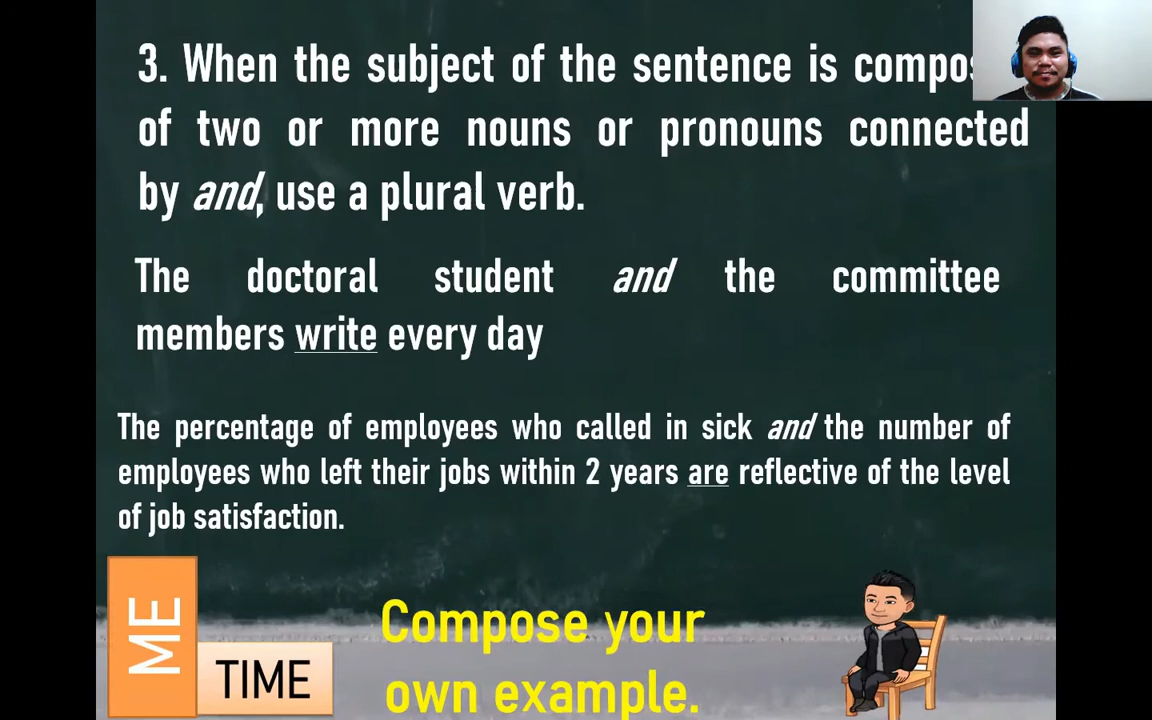 3. When the subject of the sentence is
of two or more nouns or pronouns connected
by and, use a plural verb.
The doctoral student and the committee
members write every day
The percentage of employees who called in sick and the number of
employees who left their jobs within 2 years are reflective of the level
of job satisfaction.
ME
TIME
Compose your
own example.